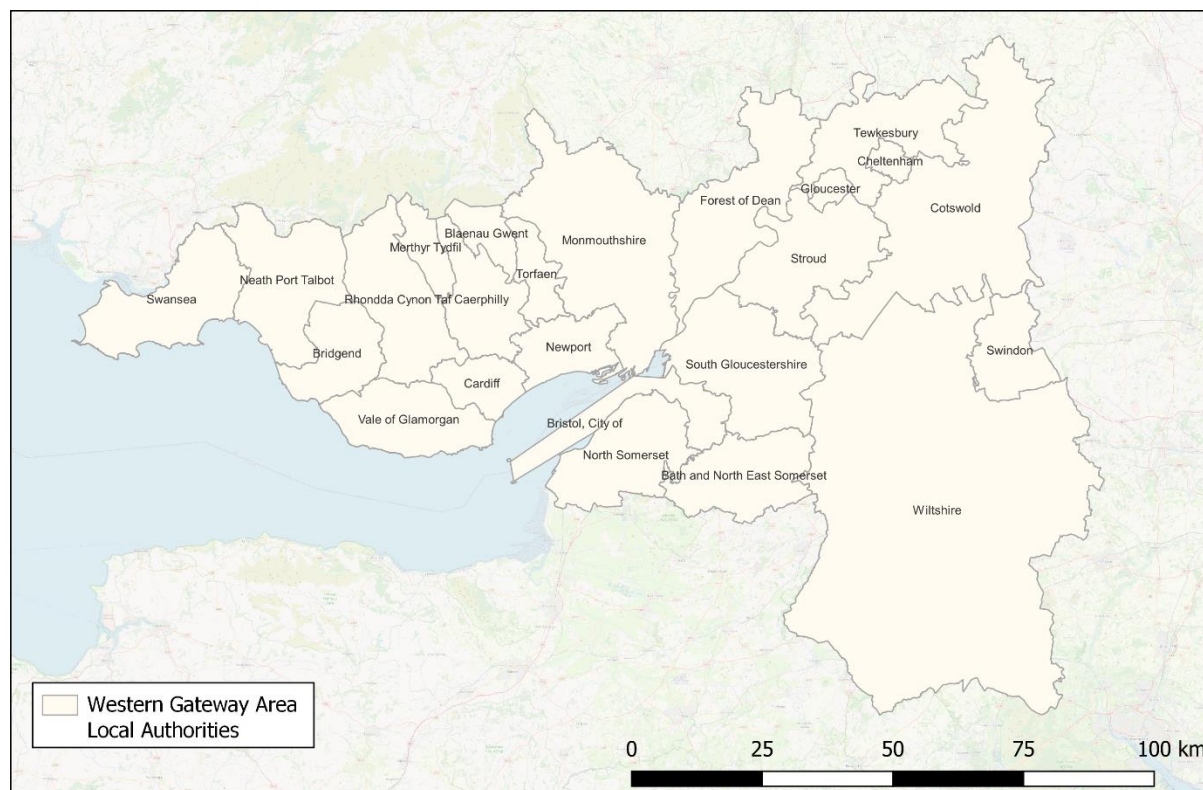 Tewkesbury
Cheltenham
Gloucester
Forest of Dean
Cotswold
Blaenau Gwent
Merthyr Tydfil
Monmouthshire
Stroud
Torfaen
Neath Port Talbot
Swansea
Rhondda Cynon Taf
Caerphilly
Newport
Swindon
Bridgend
South Gloucestershire
Cardiff
Vale of Glamorgan
Bristol, City of
North Somerset
Bath and North East Somerset
Wiltshire
Western Gateway Area
Local Authorities
0 25 50 75 100 km